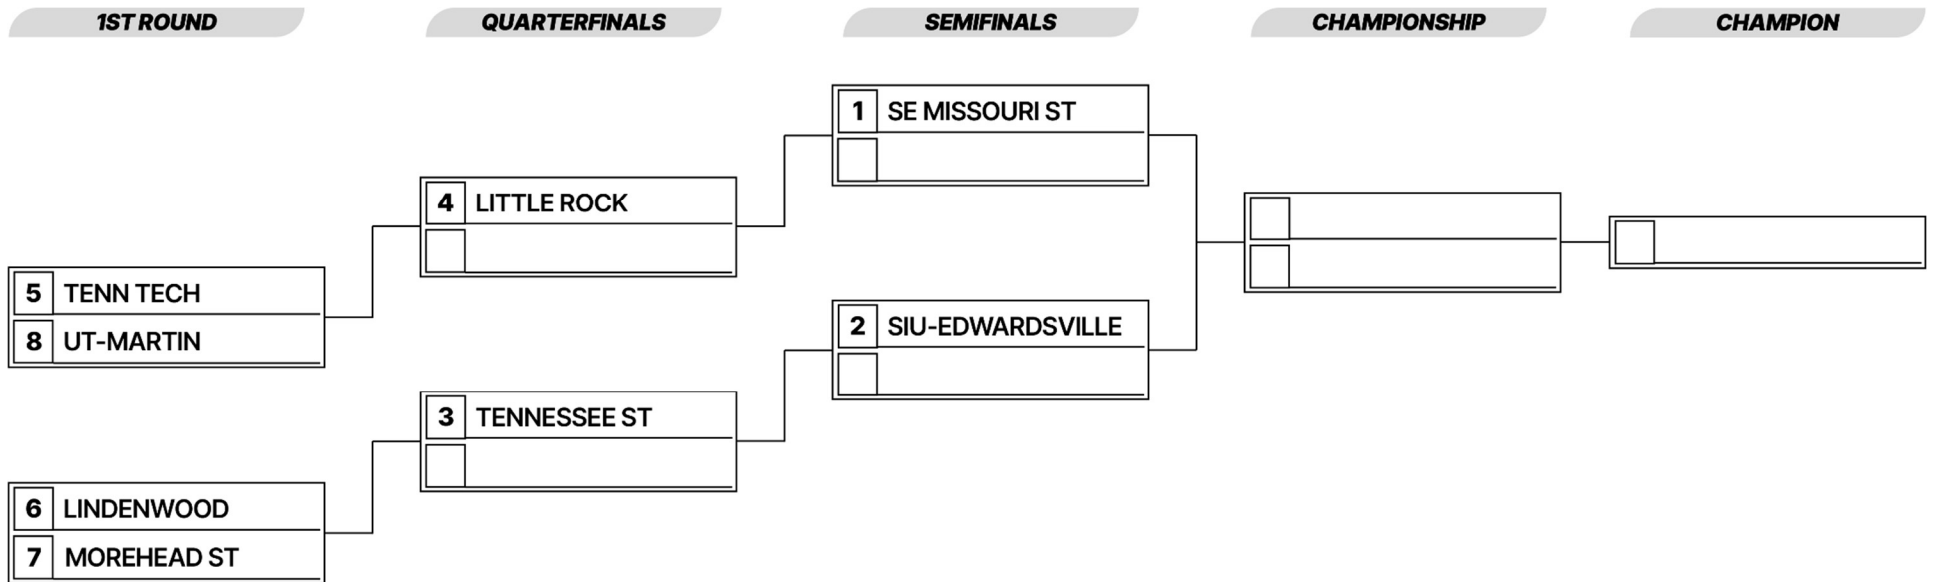 1ST ROUND
QUARTERFINALS
SEMIFINALS
CHAMPIONSHIP
CHAMPION
5 TENN TECH
8 UT-MARTIN
6 LINDENWOOD
7 MOREHEAD ST
4 LITTLE ROCK
3 TENNESSEE ST
1 SE MISSOURI ST
2 SIU-EDWARDSVILLE